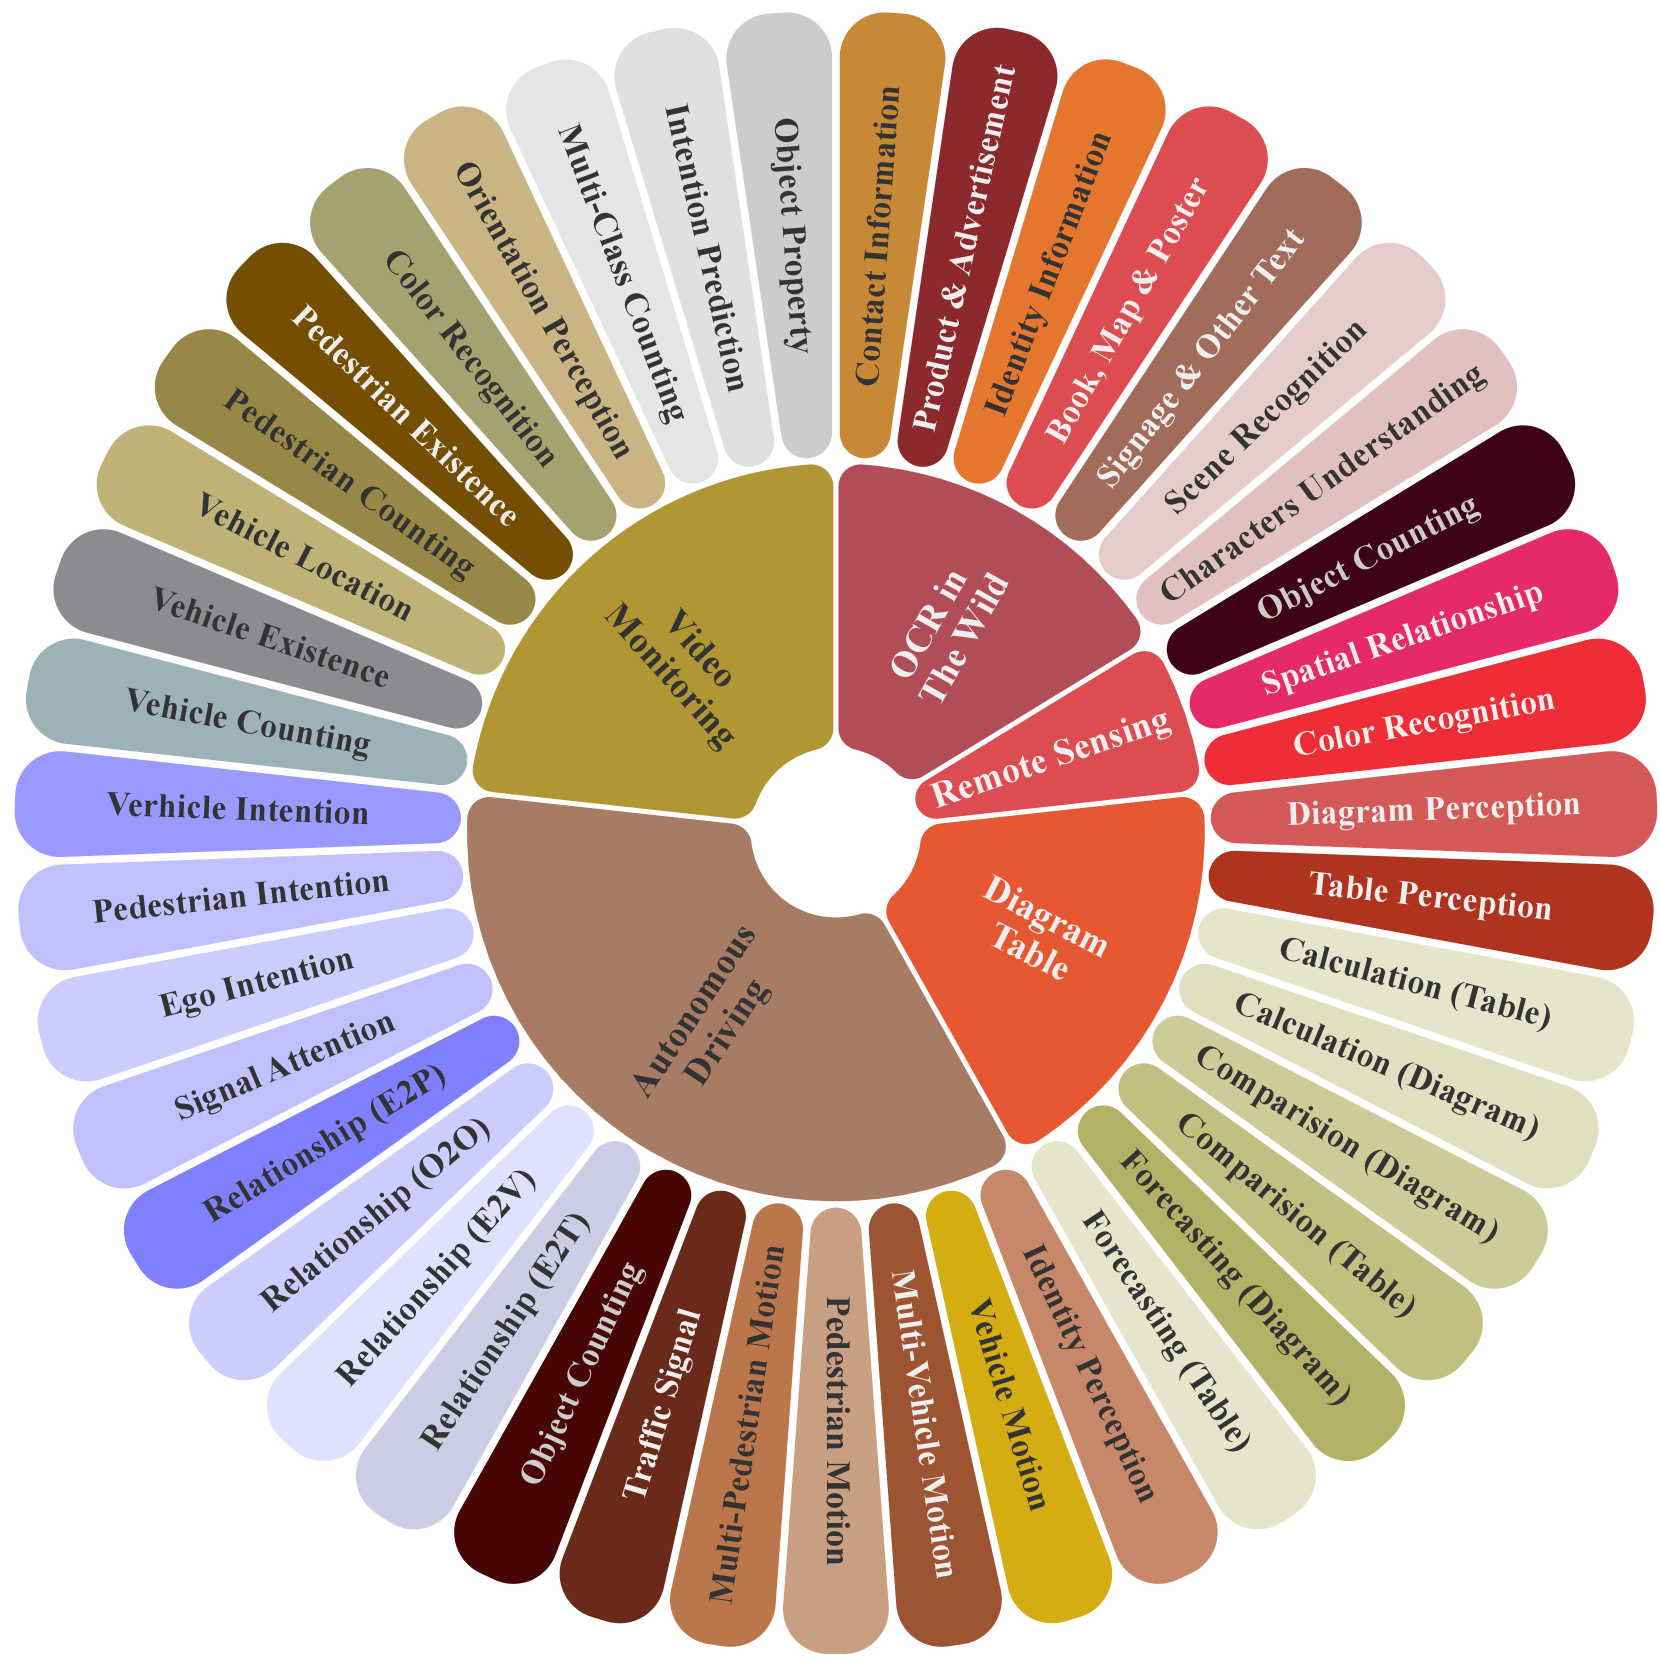 OCR in
The Wild
Remote Sensing
Diagram
Table
Autonomous
Driving
Video
Monitoring
Contact Information
Product & Advertisement
Identity Information
Book, Map & Poster
Signage & Other Text
Scene Recognition
Characters Understanding
Object Counting
Spatial Relationship
Color Recognition
Diagram Perception
Table Perception
Calculation (Table)
Calculation (Diagram)
Comparision (Diagram)
Comparision (Table)
Forecasting (Diagram)
Forecasting (Table)
Identity Perception
Vehicle Motion
Multi-Vehicle Motion
Pedestrian Motion
Multi-Pedestrian Motion
Traffic Signal
Object Counting
Relationship (E2T)
Relationship (E2V)
Relationship (O2O)
Relationship (E2P)
Signal Attention
Ego Intention
Pedestrian Intention
Verhicle Intention
Vehicle Counting
Vehicle Existence
Vehicle Location
Pedestrian Counting
Pedestrian Existence
Color Recognition
Orientation Perception
Multi-Class Counting
Intention Prediction
Object Property